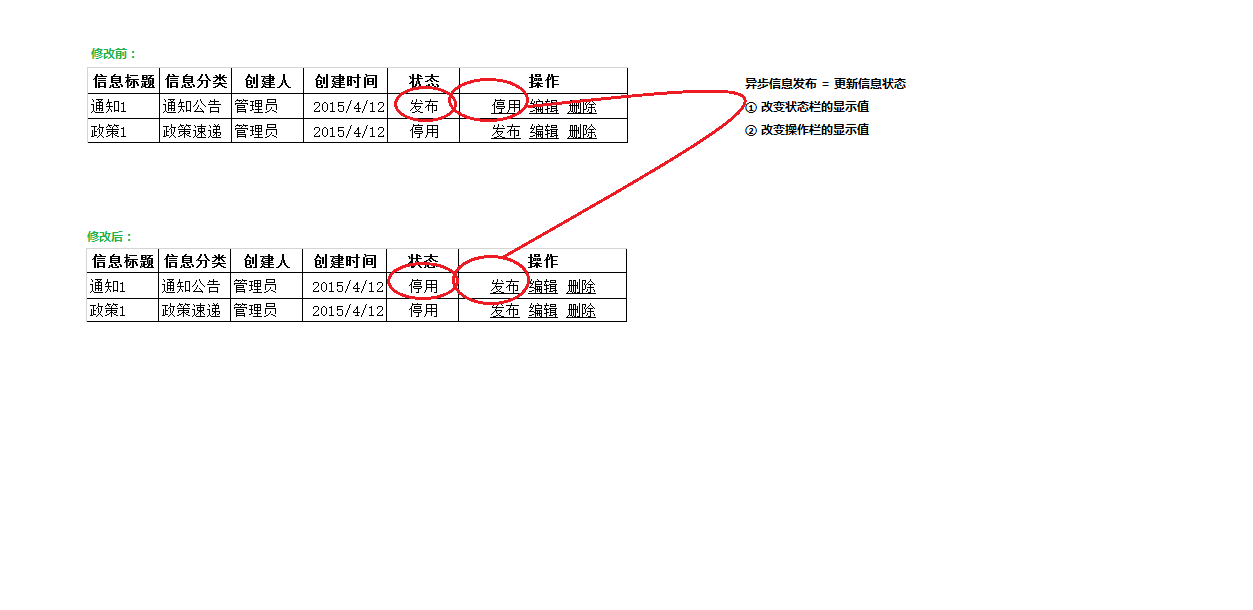 修改前：
信息标题 信息分类 创建人 创建时间 状态 操作
通知1 通知公告 管理员 2015/4/12 发布 停用 编辑 删除
政策1 政策速递 管理员 2015/4/12 停用 发布 编辑 删除
异步信息发布 = 更新信息状态
① 改变状态栏的显示值
② 改变操作栏的显示值
修改后：
信息标题 信息分类 创建人 创建时间 状态 操作
通知1 通知公告 管理员 2015/4/12 停用 发布 编辑 删除
政策1 政策速递 管理员 2015/4/12 停用 发布 编辑 删除